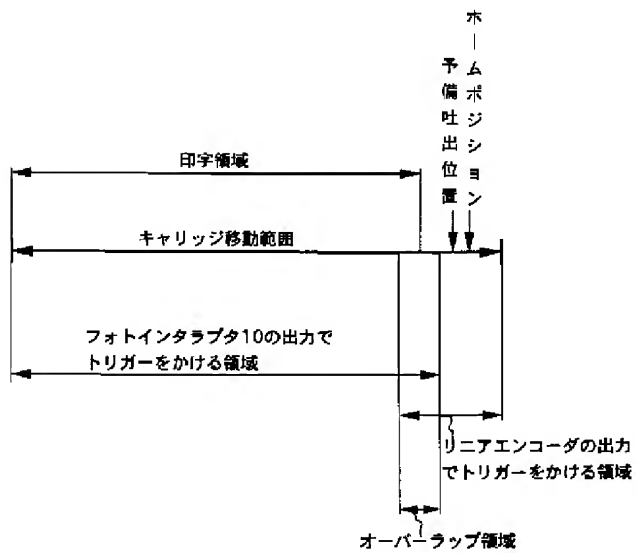 ホームポジション
予備吐出位置
印字領域
キャリッジ移動範囲
フォトインタラプタ10の出力で
トリガーをかける領域
リニアエンコーダの出力
でトリガーをかける領域
オーバーラップ領域